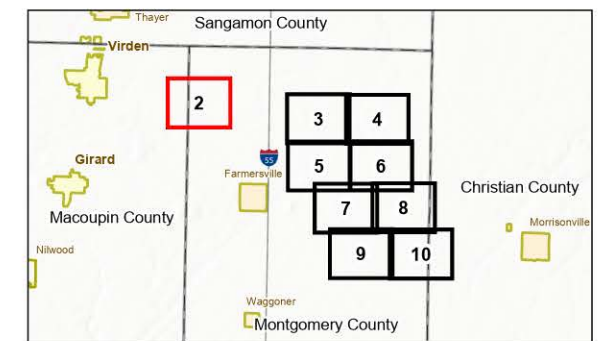 Thayer
Sangamon County
Virden
2
3
4
55
Girard
5
6
Farmersville
Christian County
7
8
Macoupin County
Morrisonville
Nilwood
9
10
Waggoner
Montgomery County